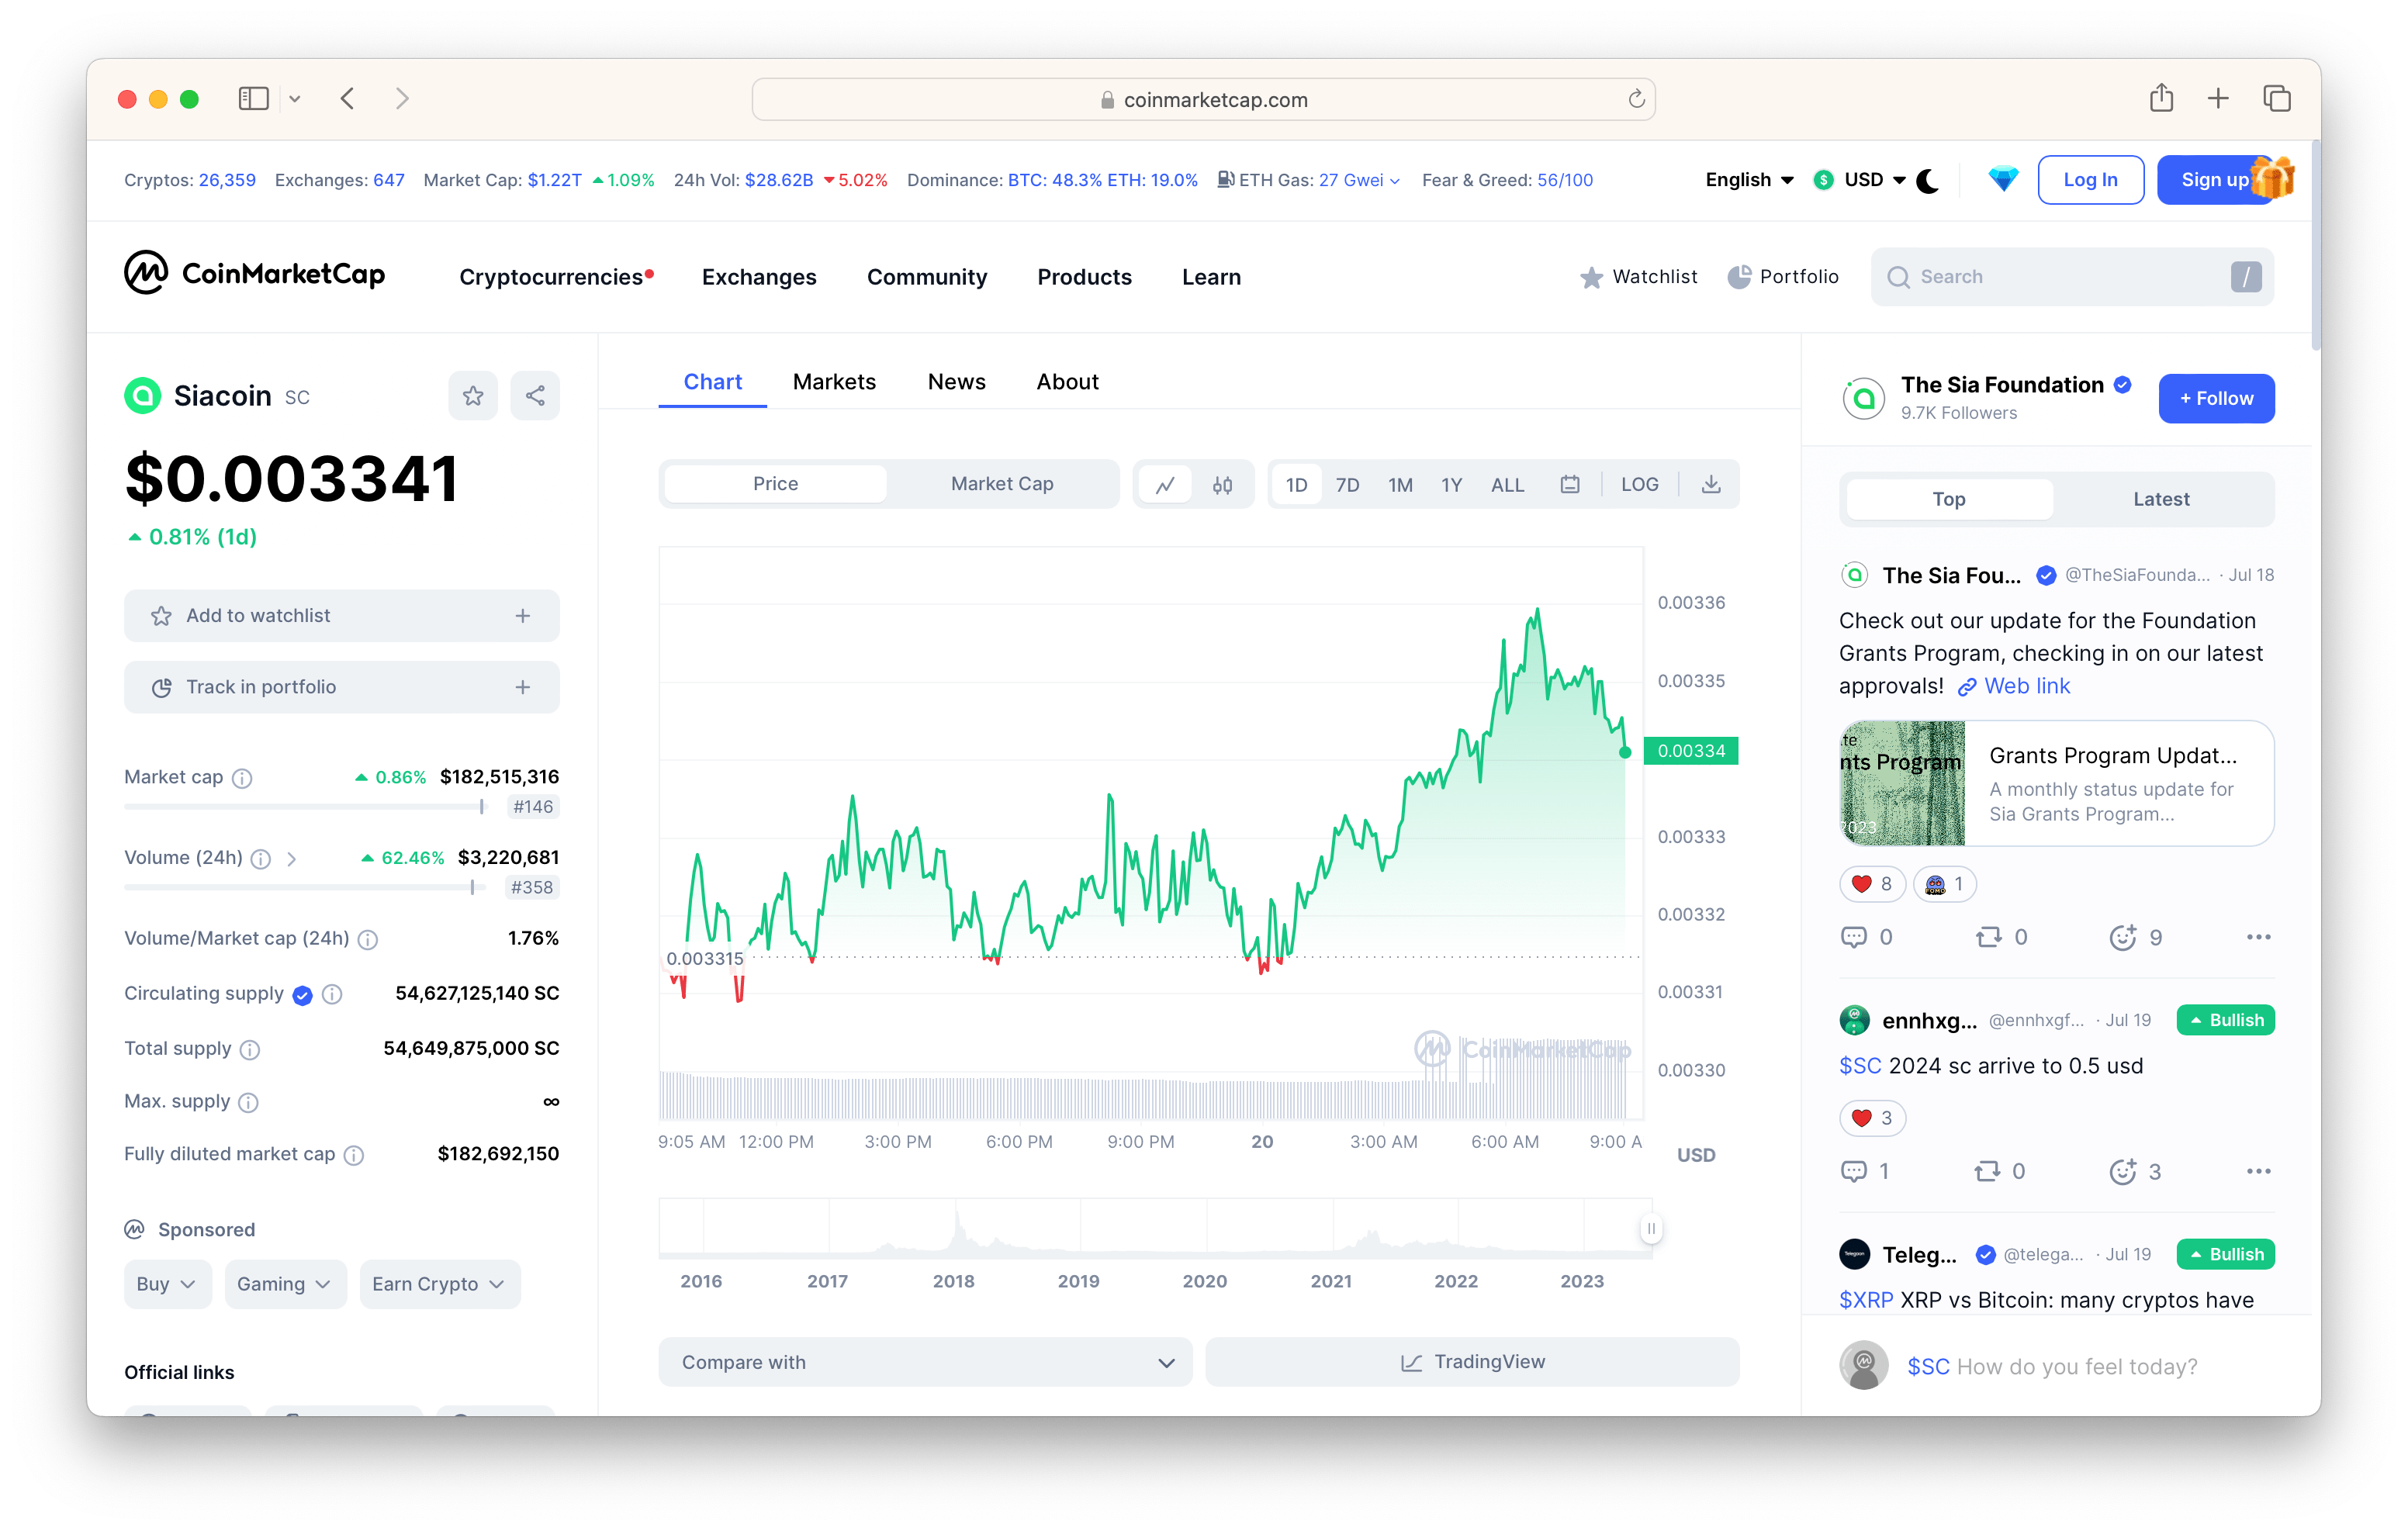 coinmarketcap.com
Cryptos: 26,359 Exchanges: 647 Market Cap: $1.22T 1.09% 24h Vol: $28.62B 5.02% Dominance: BTC: 48.3% ETH: 19.0% ETH Gas: 27 Gwei Fear & Greed: 56/100 English $ USD Log In Sign up
CoinMarketCap Cryptocurrencies Exchanges Community Products Learn Watchlist Portfolio Search /
Siacoin SC
$0.003341
0.81% (1d)
Add to watchlist +
Track in portfolio +
Market cap 0.86% $182,515,316
#146
Volume (24h) 62.46% $3,220,681
#358
Volume/Market cap (24h) 1.76%
Circulating supply 54,627,125,140 SC
Total supply 54,649,875,000 SC
Max. supply ∞
Fully diluted market cap $182,692,150
Sponsored
Buy Gaming Earn Crypto
Official links
Chart Markets News About
Price Market Cap 1D 7D 1M 1Y ALL LOG
0.00336
0.00335
0.00334
0.00333
0.00332
0.003315
0.00331
CoinMarketCap
0.00330
9:05 AM 12:00 PM 3:00 PM 6:00 PM 9:00 PM 20 3:00 AM 6:00 AM 9:00 A
USD
2016 2017 2018 2019 2020 2021 2022 2023
Compare with TradingView
The Sia Foundation
9.7K Followers
+ Follow
Top Latest
The Sia Fou... @TheSiaFounda... · Jul 18
Check out our update for the Foundation
Grants Program, checking in on our latest
approvals! Web link
te
nts Program
2023
Grants Program Updat...
A monthly status update for
Sia Grants Program...
8 1
0 0 9 •••
ennhxg... @ennhxgf... · Jul 19 Bullish
$SC 2024 sc arrive to 0.5 usd
3
1 0 3 •••
Teleg... @telega... · Jul 19 Bullish
$XRP XRP vs Bitcoin: many cryptos have
$SC How do you feel today?